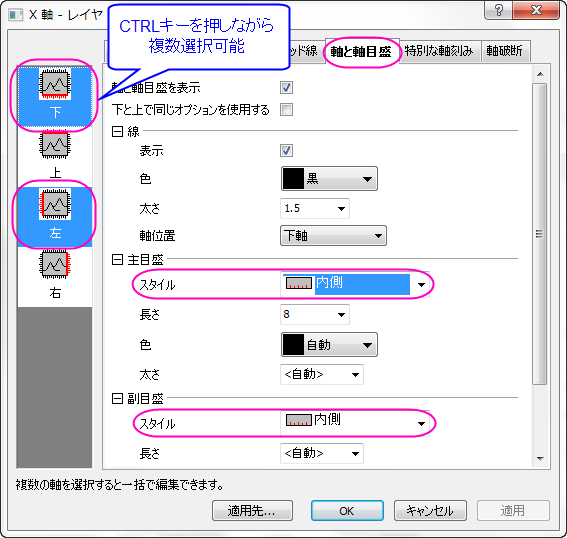 X 軸 - レイヤ
CTRLキーを押しながら
複数選択可能
ッド線
軸と軸目盛
特別な軸刻み
軸破断
下
上
左
右
軸と軸目盛を表示
下と上で同じオプションを使用する
線
表示
色
黒
太さ
1.5
軸位置
下軸
主目盛
スタイル
内側
長さ
8
色
自動
太さ
<自動>
副目盛
スタイル
内側
長さ
<自動>
複数の軸を選択すると一括で編集できます。
適用先...
OK
キャンセル
適用